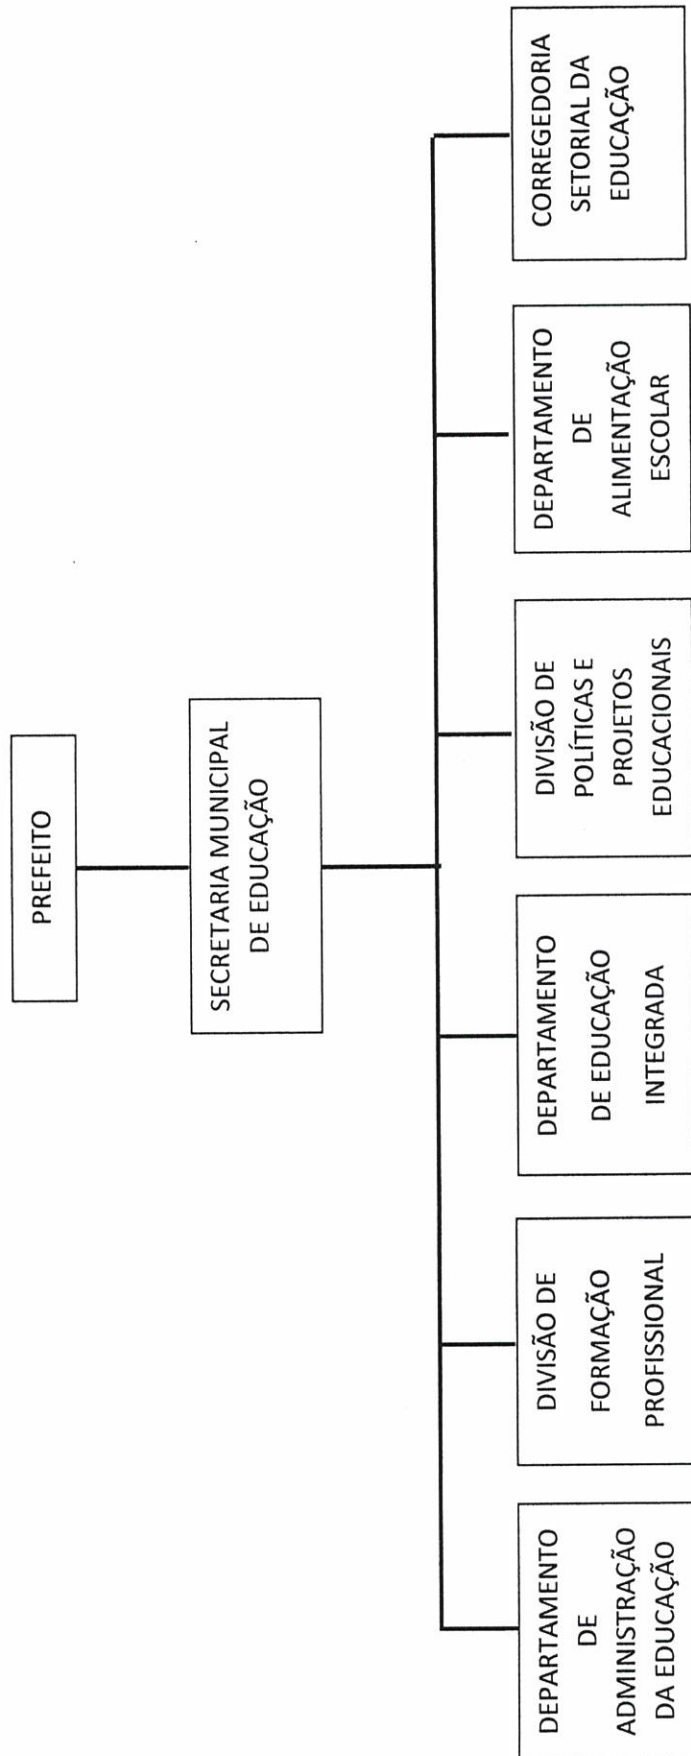 PREFEITO
SECRETARIA MUNICIPAL
DE EDUCAÇÃO
DEPARTAMENTO
DE
ADMINISTRAÇÃO
DA EDUCAÇÃO
DIVISÃO DE
FORMAÇÃO
PROFISSIONAL
DEPARTAMENTO
DE EDUCAÇÃO
INTEGRADA
DIVISÃO DE
POLÍTICAS E
PROJETOS
EDUCACIONAIS
DEPARTAMENTO
DE
ALIMENTAÇÃO
ESCOLAR
CORREGEDORIA
SETORIAL DA
EDUCAÇÃO